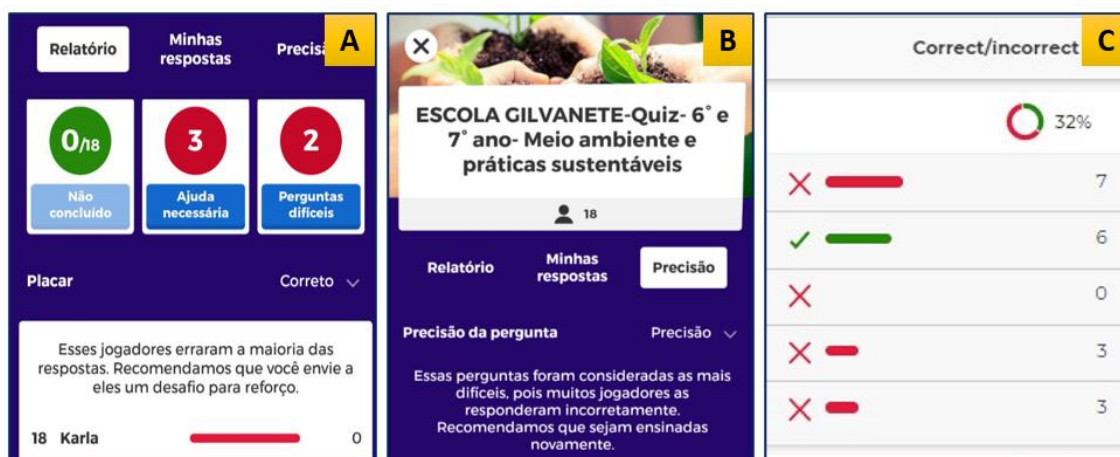 A
Relatório
Minhas
respostas
0/18
Não
concluído
3
Ajuda
necessária
2
Perguntas
difíceis
Placar
Correto
Esses jogadores erraram a maioria das
respostas. Recomendamos que você envie a
eles um desafio para reforço.
18 Karla 0
B
ESCOLA GILVANETE-Quiz- 6° e
7° ano- Meio ambiente e
práticas sustentáveis
18
Relatório
Minhas
respostas
Precisão
Precisão da pergunta
Precisão
Essas perguntas foram consideradas as mais
difíceis, pois muitos jogadores as
responderam incorretamente.
Recomendamos que sejam ensinadas
novamente.
C
Correct/incorrect
32%
7
6
0
3
3